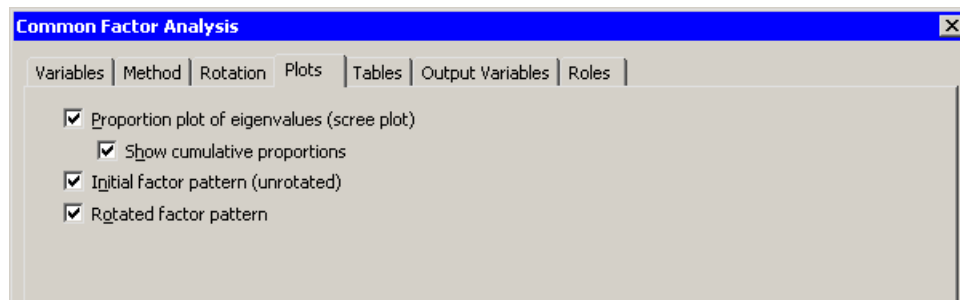 Common Factor Analysis
Variables Method Rotation Plots Tables Output Variables Roles
Proportion plot of eigenvalues (scree plot)
Show cumulative proportions
Initial factor pattern (unrotated)
Rotated factor pattern